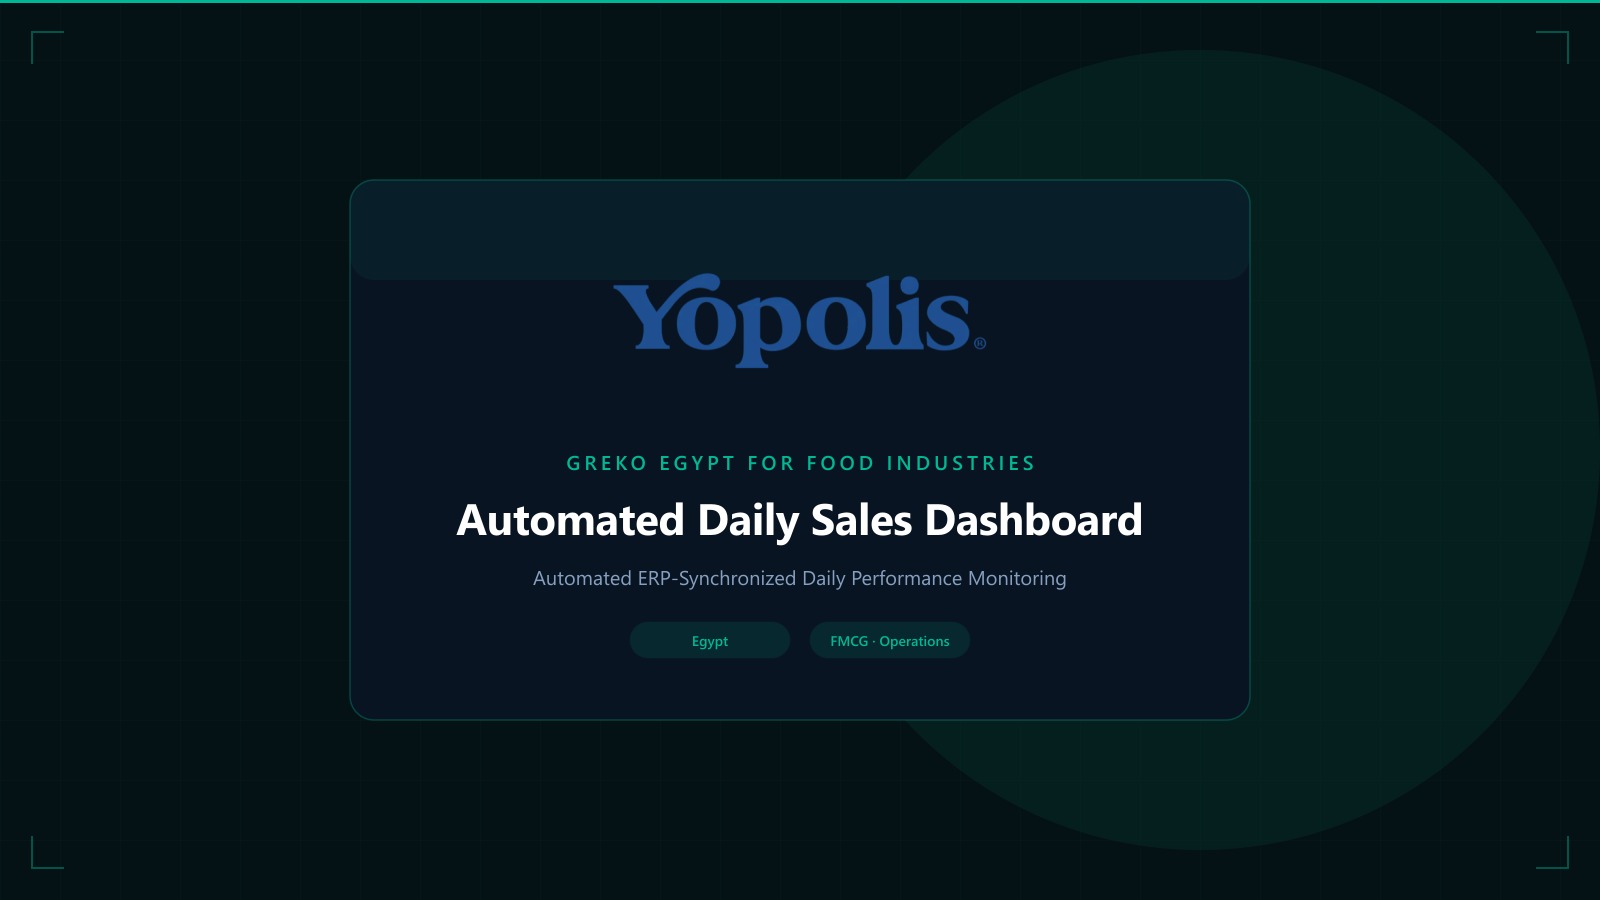 Yopolis®
GREKO EGYPT FOR FOOD INDUSTRIES
Automated Daily Sales Dashboard
Automated ERP-Synchronized Daily Performance Monitoring
Egypt
FMCG · Operations